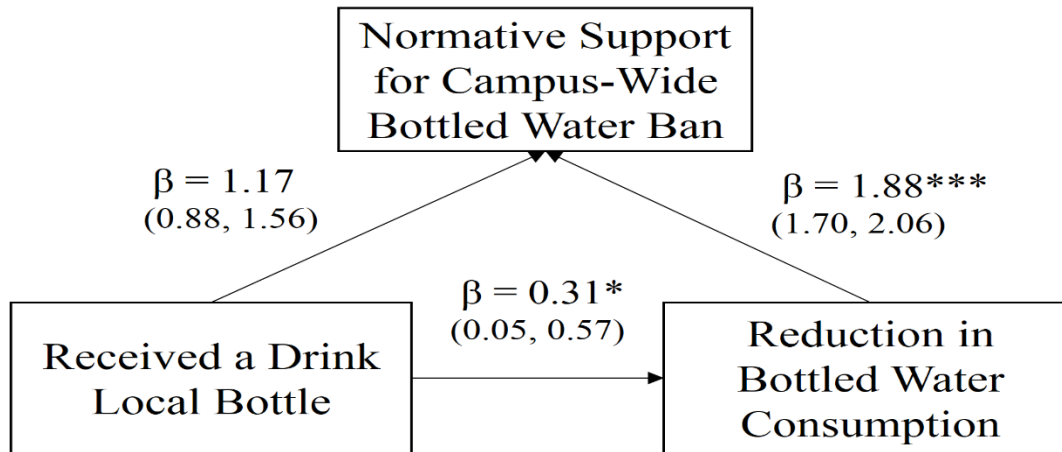 Normative Support
for Campus-Wide
Bottled Water Ban
β = 1.17
(0.88, 1.56)
β = 1.88***
(1.70, 2.06)
β = 0.31*
(0.05, 0.57)
Received a Drink
Local Bottle
Reduction in
Bottled Water
Consumption